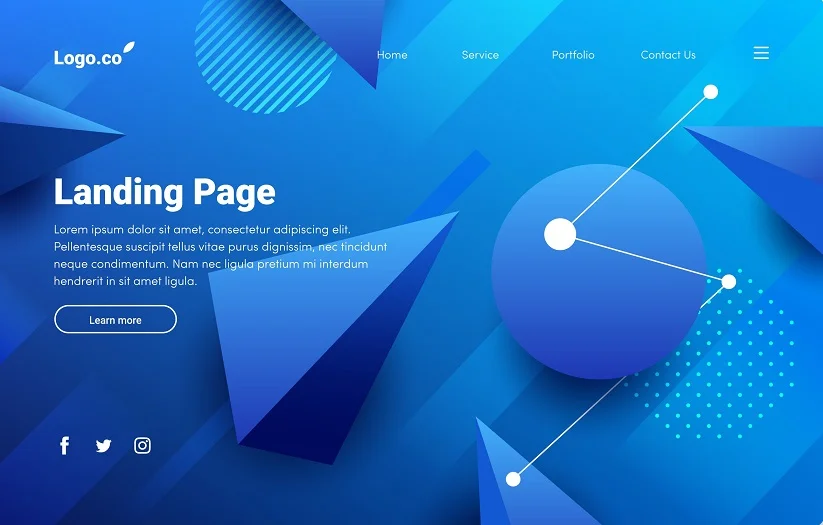 Logo.co
Home Service Portfolio Contact Us
Landing Page
Lorem ipsum dolor sit amet, consectetur adipiscing elit.
Pellentesque suscipit tellus vitae purus dignissim, nec tincidunt
neque condimentum. Nam nec ligula pretium mi interdum
hendrerit in sit amet ligula.
Learn more